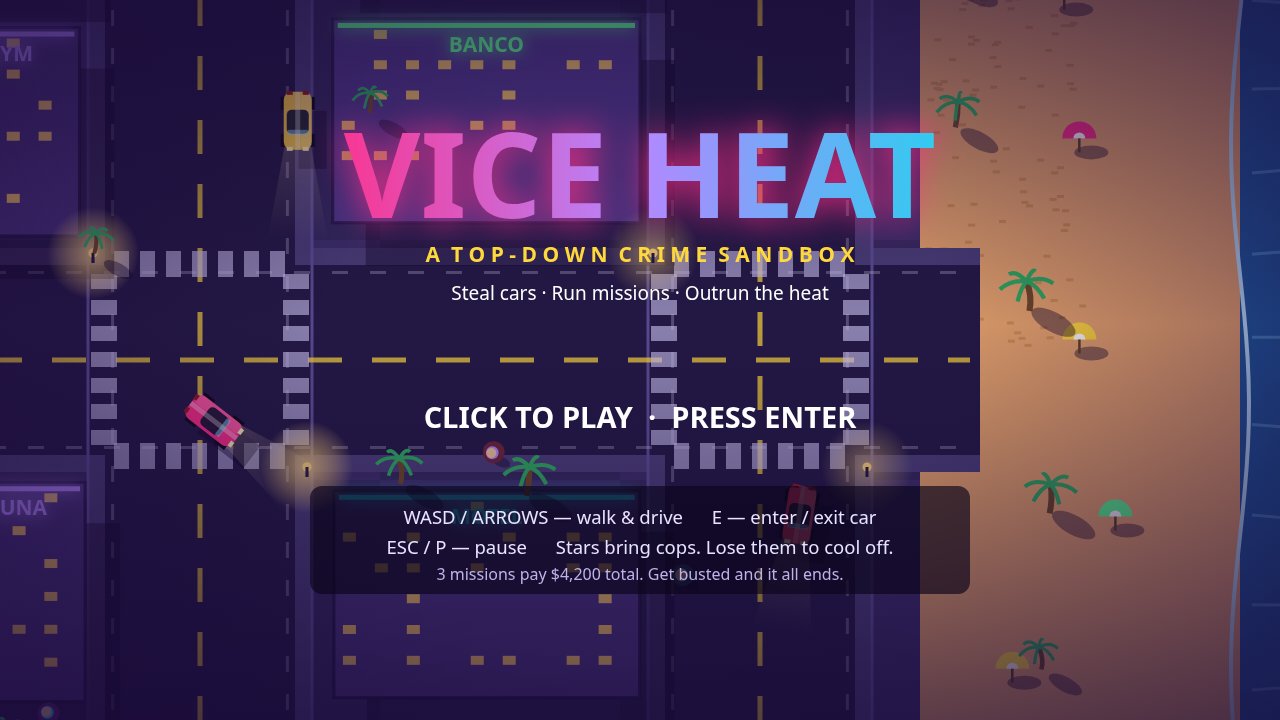 YM
BANCO
VICE HEAT
A TOP-DOWN CRIME SANDBOX
Steal cars · Run missions · Outrun the heat
CLICK TO PLAY · PRESS ENTER
UNA
WASD / ARROWS — walk & drive E — enter / exit car
ESC / P — pause Stars bring cops. Lose them to cool off.
3 missions pay $4,200 total. Get busted and it all ends.